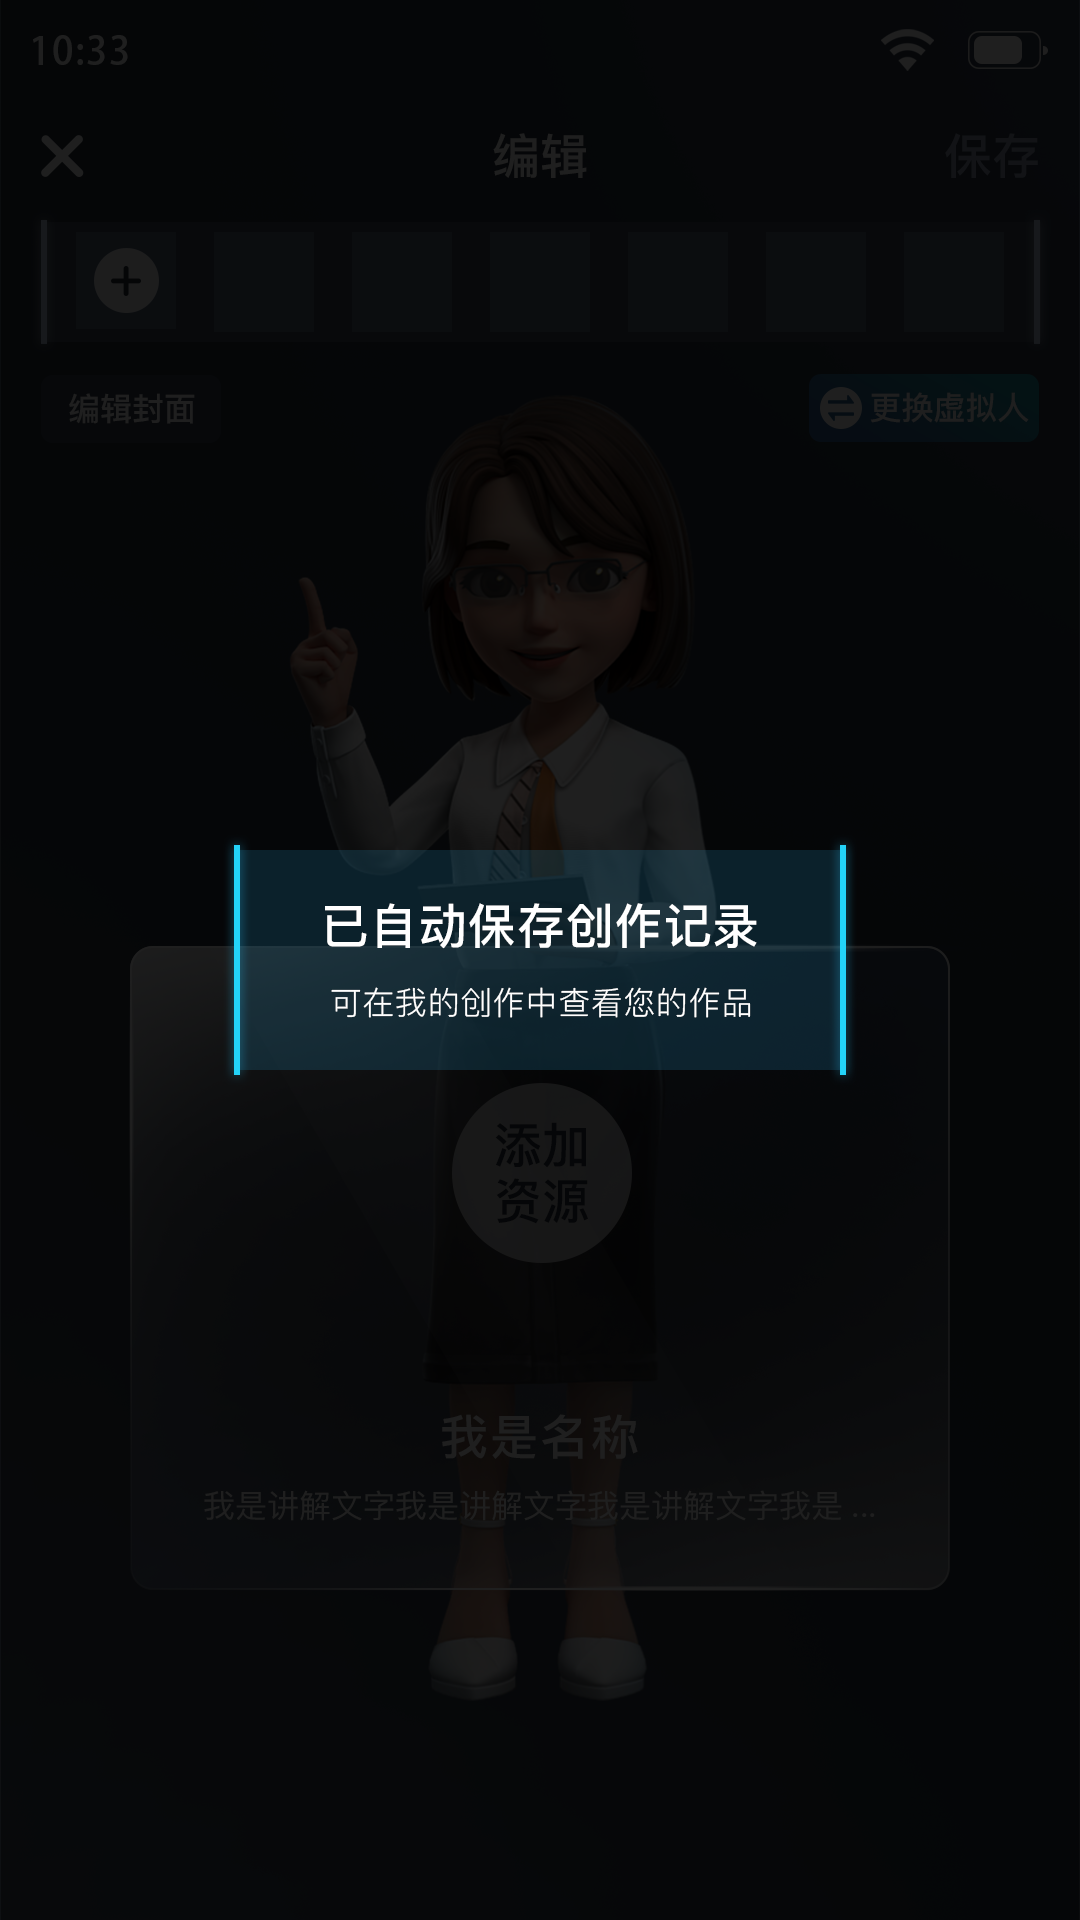 10:33
编辑
保存
编辑封面
更换虚拟人
已自动保存创作记录
可在我的创作中查看您的作品
添加
资源
我是名称
我是讲解文字我是讲解文字我是讲解文字我是 ...